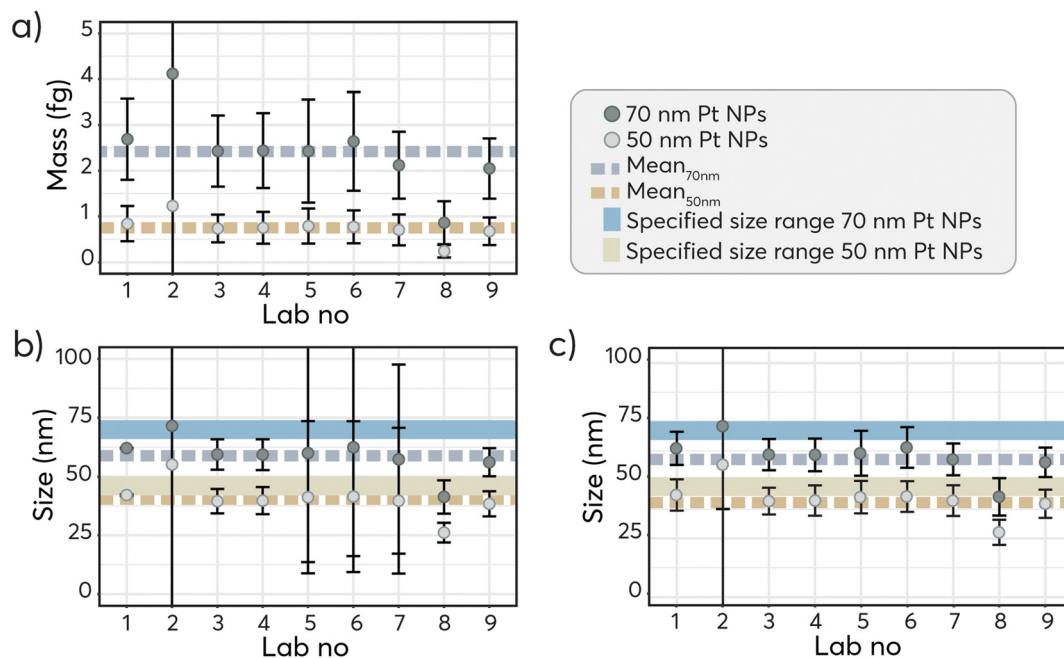 a)
Mass (fg)
5
4
3
2
1
0
1 2 3 4 5 6 7 8 9
Lab no
70 nm Pt NPs
50 nm Pt NPs
Mean70nm
Mean50nm
Specified size range 70 nm Pt NPs
Specified size range 50 nm Pt NPs
b)
Size (nm)
100
75
50
25
0
1 2 3 4 5 6 7 8 9
Lab no
c)
Size (nm)
100
75
50
25
0
1 2 3 4 5 6 7 8 9
Lab no